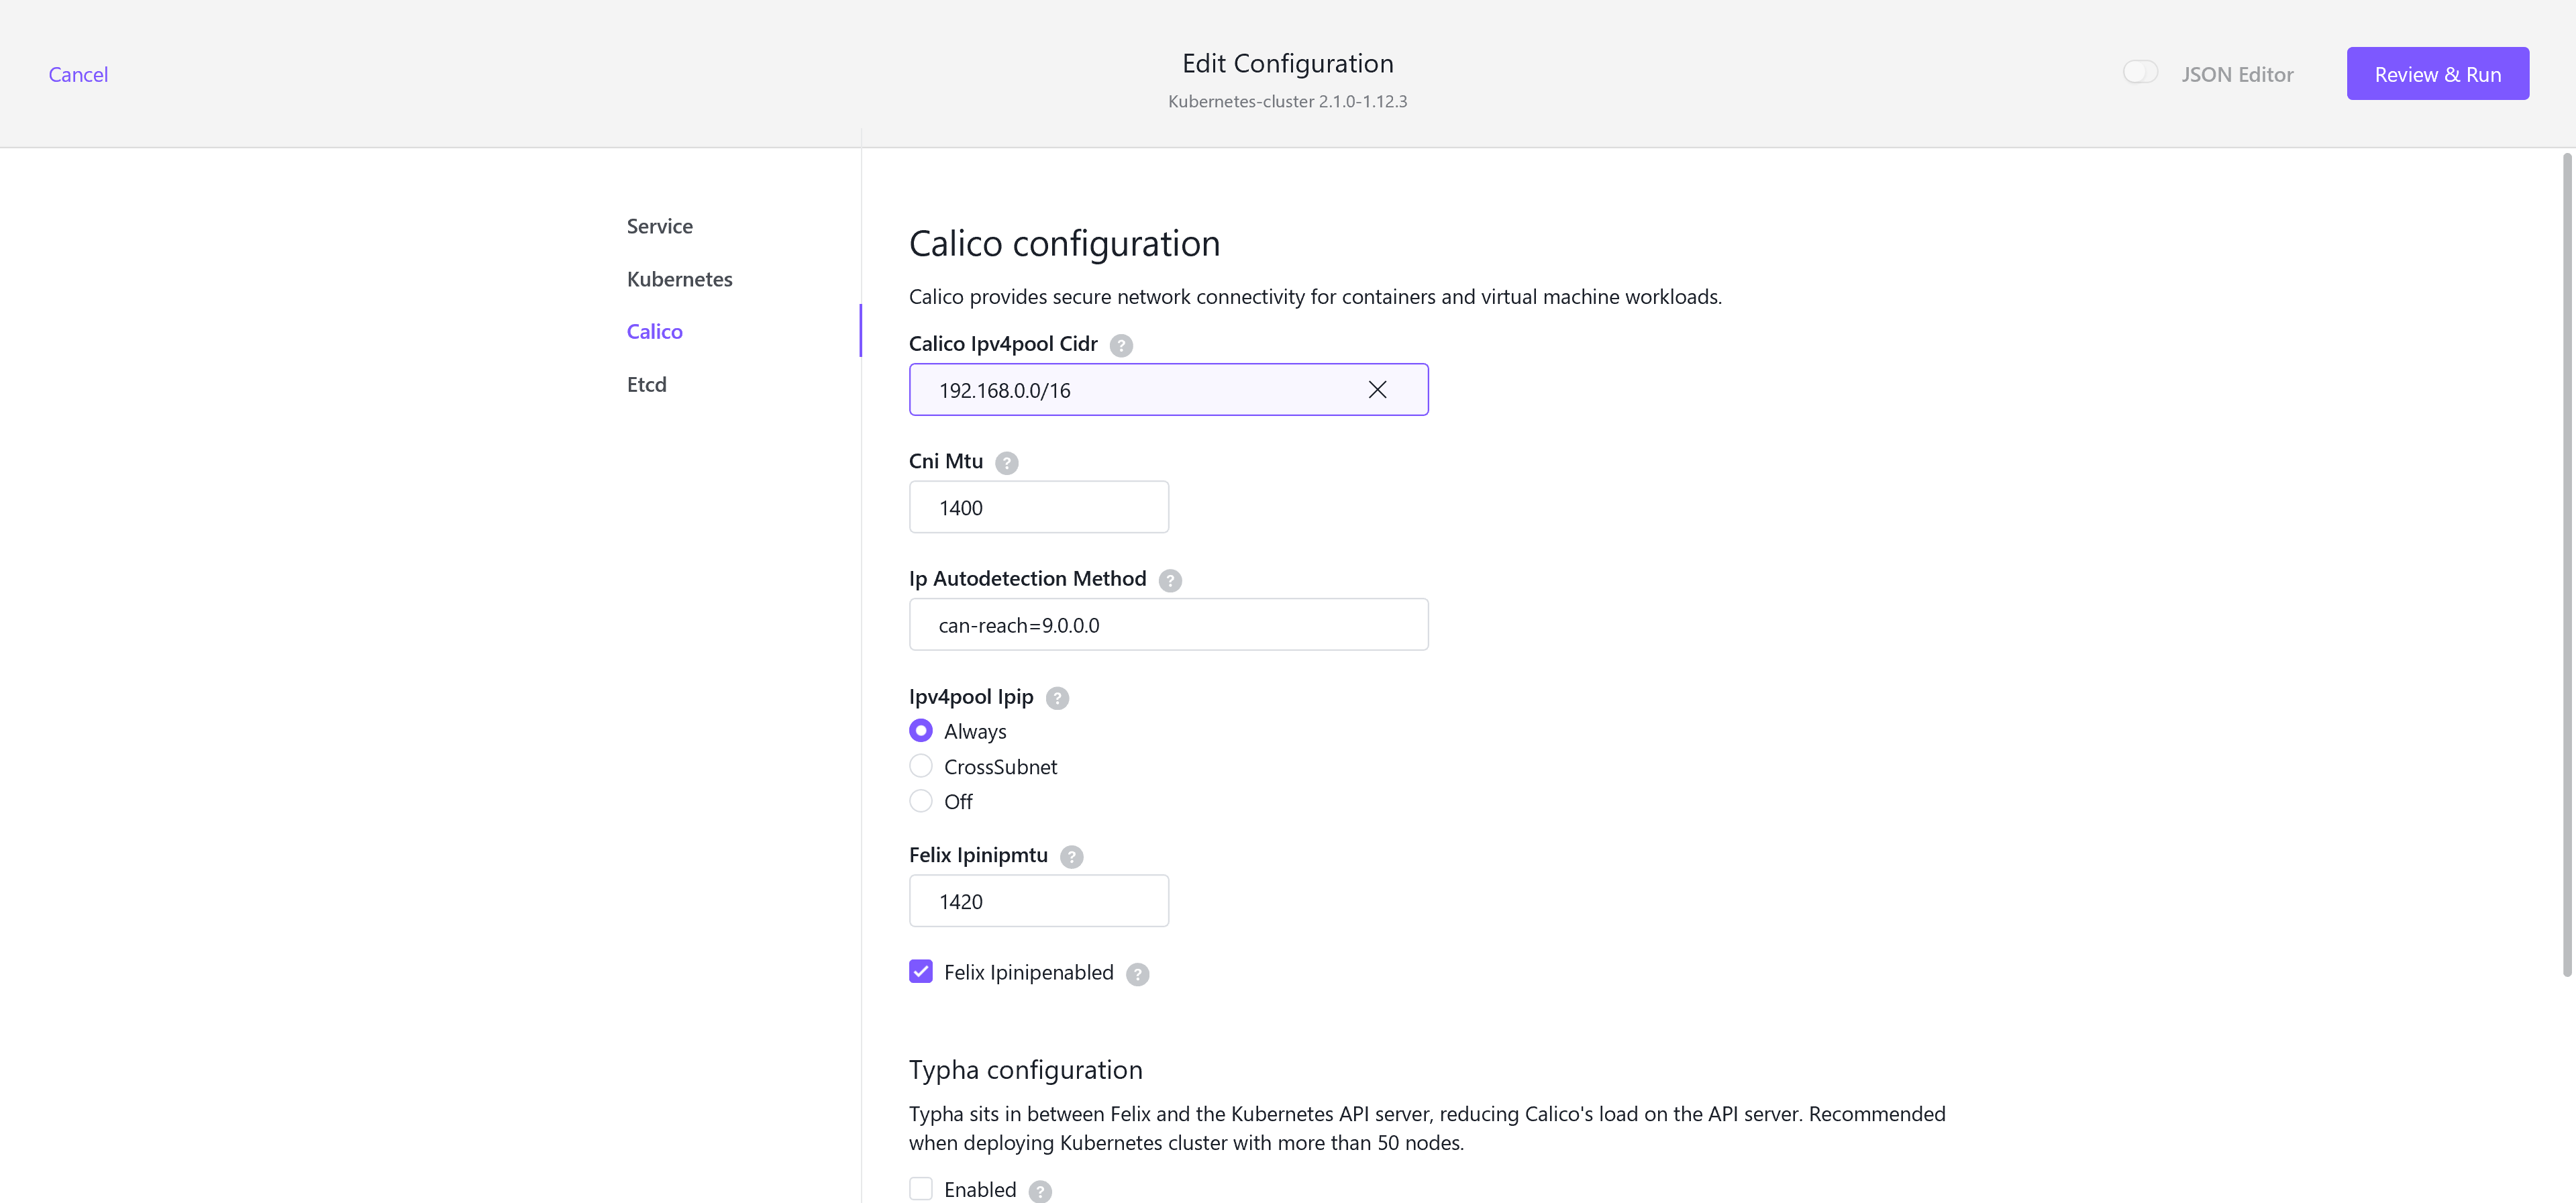 Cancel
Edit Configuration
Kubernetes-cluster 2.1.0-1.12.3
JSON Editor
Review & Run
Service
Kubernetes
Calico
Etcd
Calico configuration
Calico provides secure network connectivity for containers and virtual machine workloads.
Calico Ipv4pool Cidr ?
192.168.0.0/16
Cni Mtu ?
1400
Ip Autodetection Method ?
can-reach=9.0.0.0
Ipv4pool Ipip ?
Always
CrossSubnet
Off
Felix Ipinipmtu ?
1420
Felix Ipinipenabled ?
Typha configuration
Typha sits in between Felix and the Kubernetes API server, reducing Calico's load on the API server. Recommended
when deploying Kubernetes cluster with more than 50 nodes.
Enabled ?